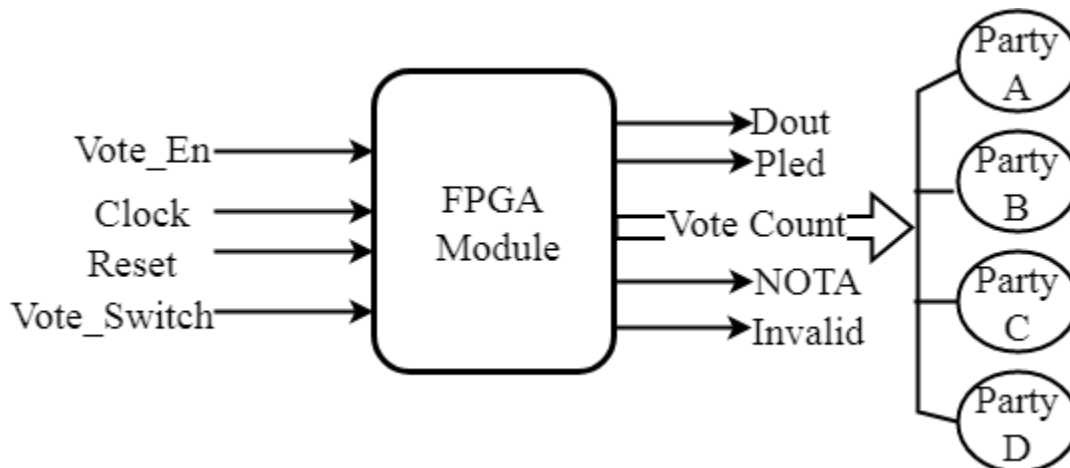 Vote_En
Clock
Reset
Vote_Switch
FPGA
Module
Dout
Pled
Vote Count
NOTA
Invalid
Party
A
Party
B
Party
C
Party
D